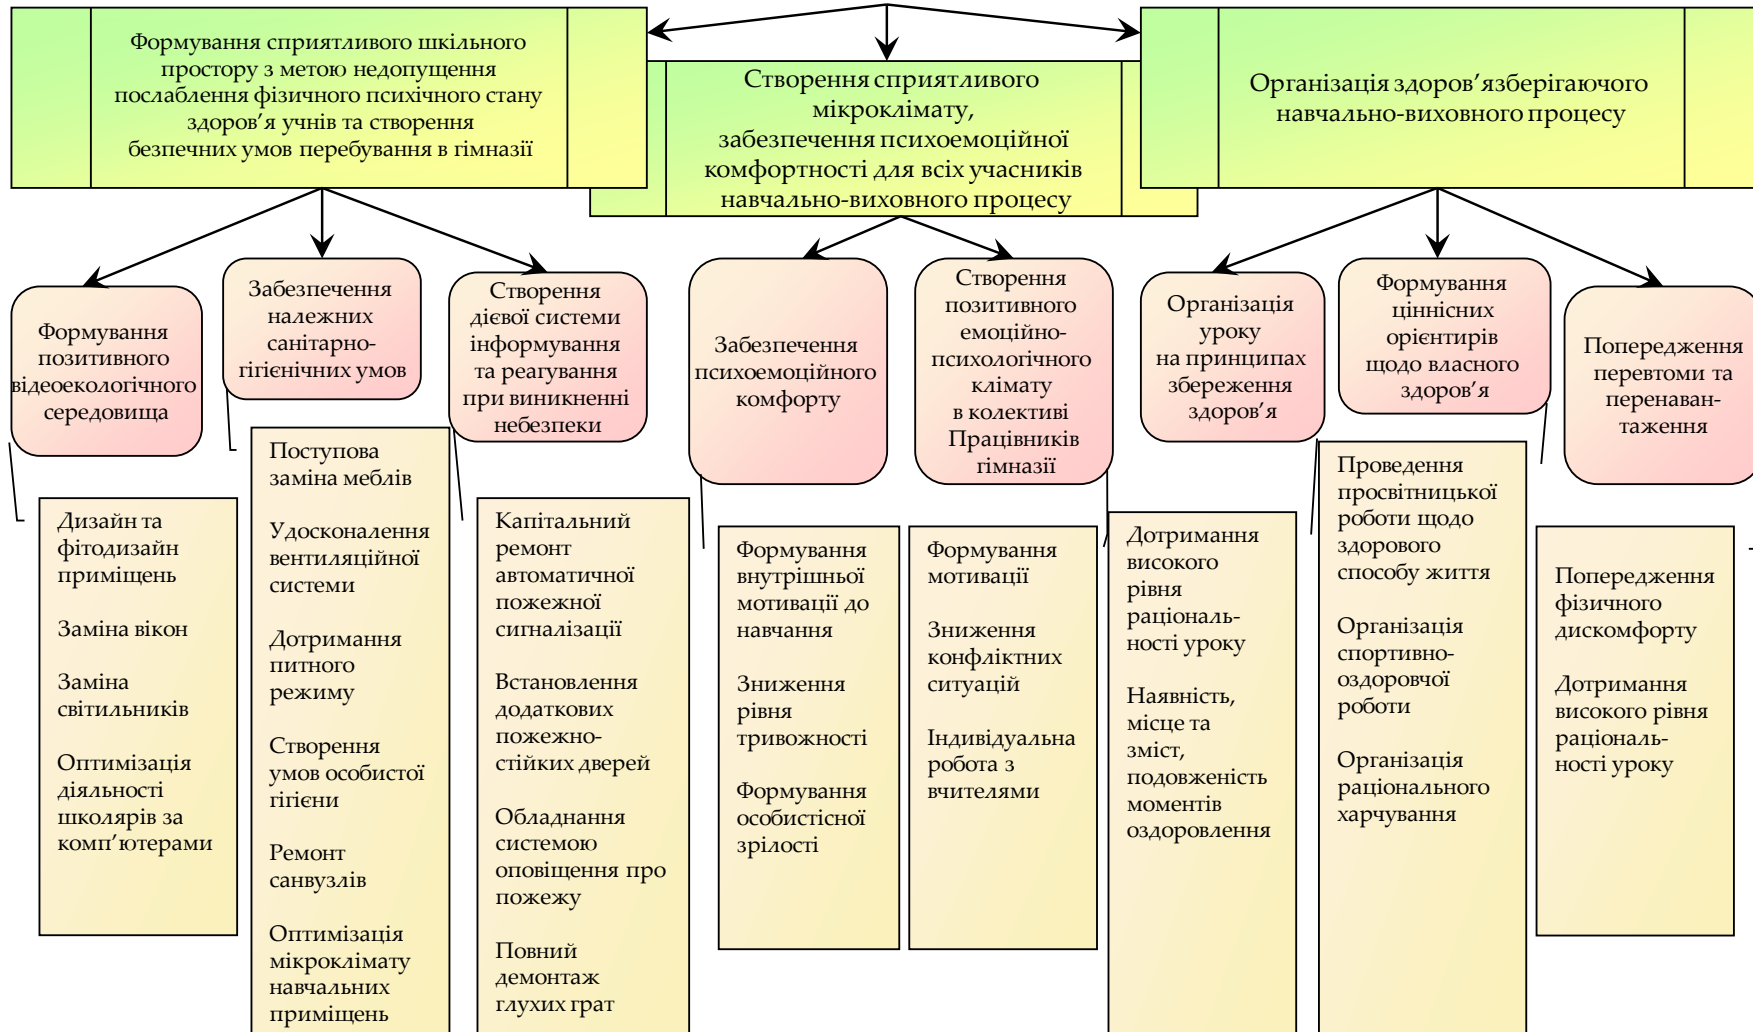 Формування сприятливого шкільного
простору з метою недопущення
послаблення фізичного психічного стану
здоров’я учнів та створення
безпечних умов перебування в гімназії
Створення сприятливого
мікроклімату,
забезпечення психоемоційної
комфортності для всіх учасників
навчально-виховного процесу
Організація здоров’язберігаючого
навчально-виховного процесу
Формування
позитивного
відеоекологічного
середовища
Забезпечення
належних
санітарно-
гігієнічних умов
Створення
дієвої системи
інформування
та реагування
при виникненні
небезпеки
Забезпечення
психоемоційного
комфорту
Створення
позитивного
емоційно-
психологічного
клімату
в колективі
Працівників
гімназії
Організація
уроку
на принципах
збереження
здоров’я
Формування
ціннісних
орієнтирів
щодо власного
здоров’я
Попередження
перевтоми та
перенаван-
таження
Дизайн та
фітодизайн
приміщень
Заміна вікон
Заміна
світильників
Оптимізація
діяльності
школярів за
комп’ютерами
Поступова
заміна меблів
Удосконалення
вентиляційної
системи
Дотримання
питного
режиму
Створення
умов особистої
гігієни
Ремонт
санвузлів
Оптимізація
мікроклімату
навчальних
приміщень
Капітальний
ремонт
автоматичної
пожежної
сигналізації
Встановлення
додаткових
пожежно-
стійких дверей
Обладнання
системою
оповіщення про
пожежу
Повний
демонтаж
глухих грат
Формування
внутрішньої
мотивації до
навчання
Зниження
рівня
тривожності
Формування
особистісної
зрілості
Формування
мотивації
Зниження
конфліктних
ситуацій
Індивідуальна
робота з
вчителями
Дотримання
високого
рівня
раціональ-
ності уроку
Наявність,
місце та
зміст,
подовженість
моментів
оздоровлення
Проведення
просвітницької
роботи щодо
здорового
способу життя
Організація
спортивно-
оздоровчої
роботи
Організація
раціонального
харчування
Попередження
фізичного
дискомфорту
Дотримання
високого рівня
раціональ-
ності уроку